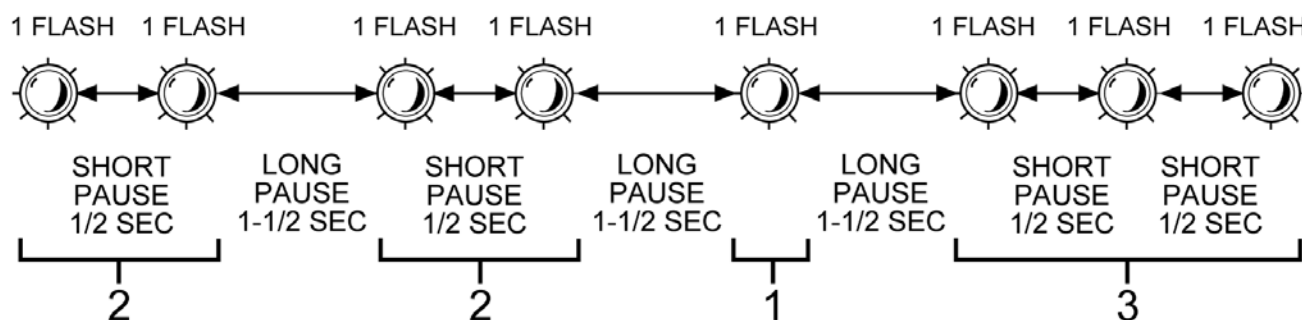 1 FLASH 1 FLASH 1 FLASH 1 FLASH 1 FLASH 1 FLASH 1 FLASH 1 FLASH
SHORT
PAUSE
1/2 SEC
LONG
PAUSE
1-1/2 SEC
SHORT
PAUSE
1/2 SEC
LONG
PAUSE
1-1/2 SEC
LONG
PAUSE
1-1/2 SEC
SHORT
PAUSE
1/2 SEC
SHORT
PAUSE
1/2 SEC
2 2 1 3